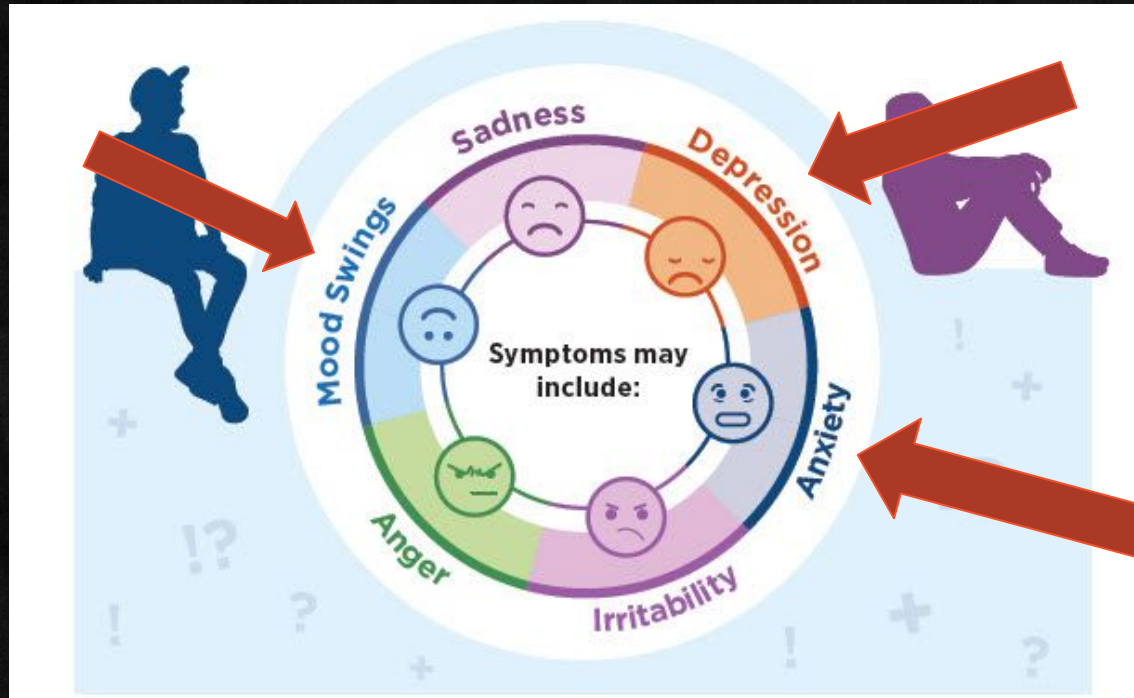 Sadness
Depression
Mood Swings
Symptoms may
include:
Anxiety
Anger
Irritability
!
+
+
!?
?
!
+
!
+
?